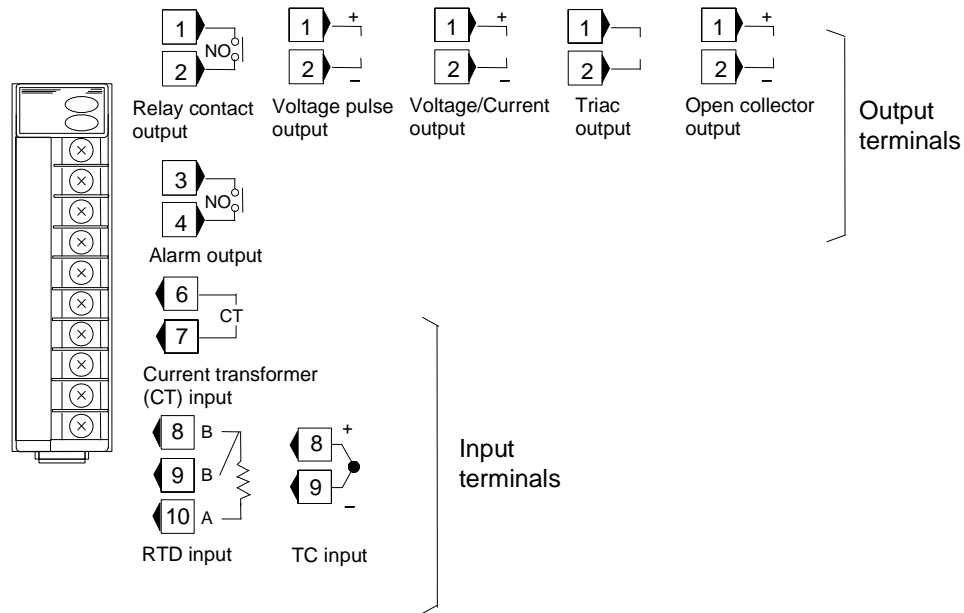 1
NO
2
Relay contact
output
1 +
2 –
Voltage pulse
output
1 +
2 –
Voltage/Current
output
1
2
Triac
output
1 +
2 –
Open collector
output
Output
terminals
3
NO
4
Alarm output
6
CT
7
Current transformer
(CT) input
8 B
9 B
10 A
RTD input
8 +
9 –
TC input
Input
terminals